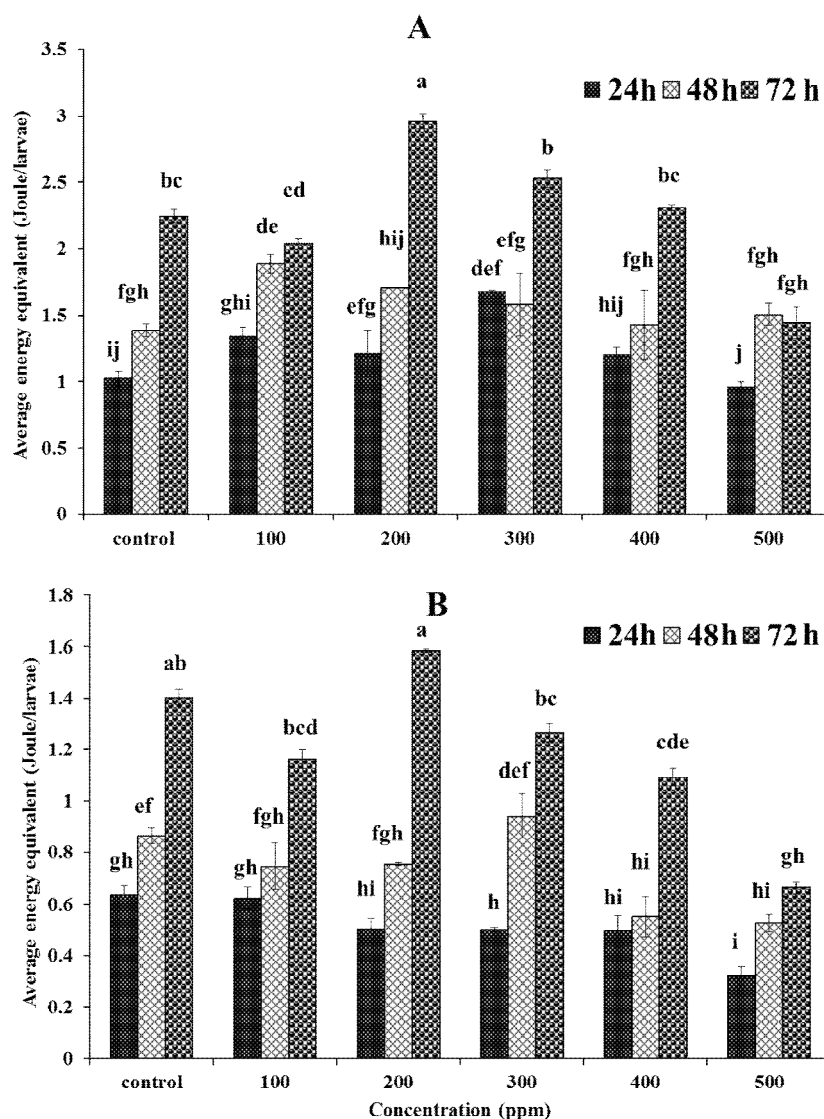 A
3.5
24h 48h 72 h
a
3
b
2.5
bc
bc
cd
de
hij
2
efg
def
fgh
fgh
fgh
fgh
1.5
ghi
efg
hij
ij
j
1
0.5
0
Average energy equivalent (Joule/larvae)
control 100 200 300 400 500
B
1.8
24h 48h 72 h
a
1.6
ab
1.4
bc
bcd
cde
1.2
def
1
ef
fgh
fgh
0.8
gh
gh
gh
hi
h
hi
hi
hi
0.6
i
0.4
0.2
0
Average energy equivalent (Joule/larvae)
control 100 200 300 400 500
Concentration (ppm)